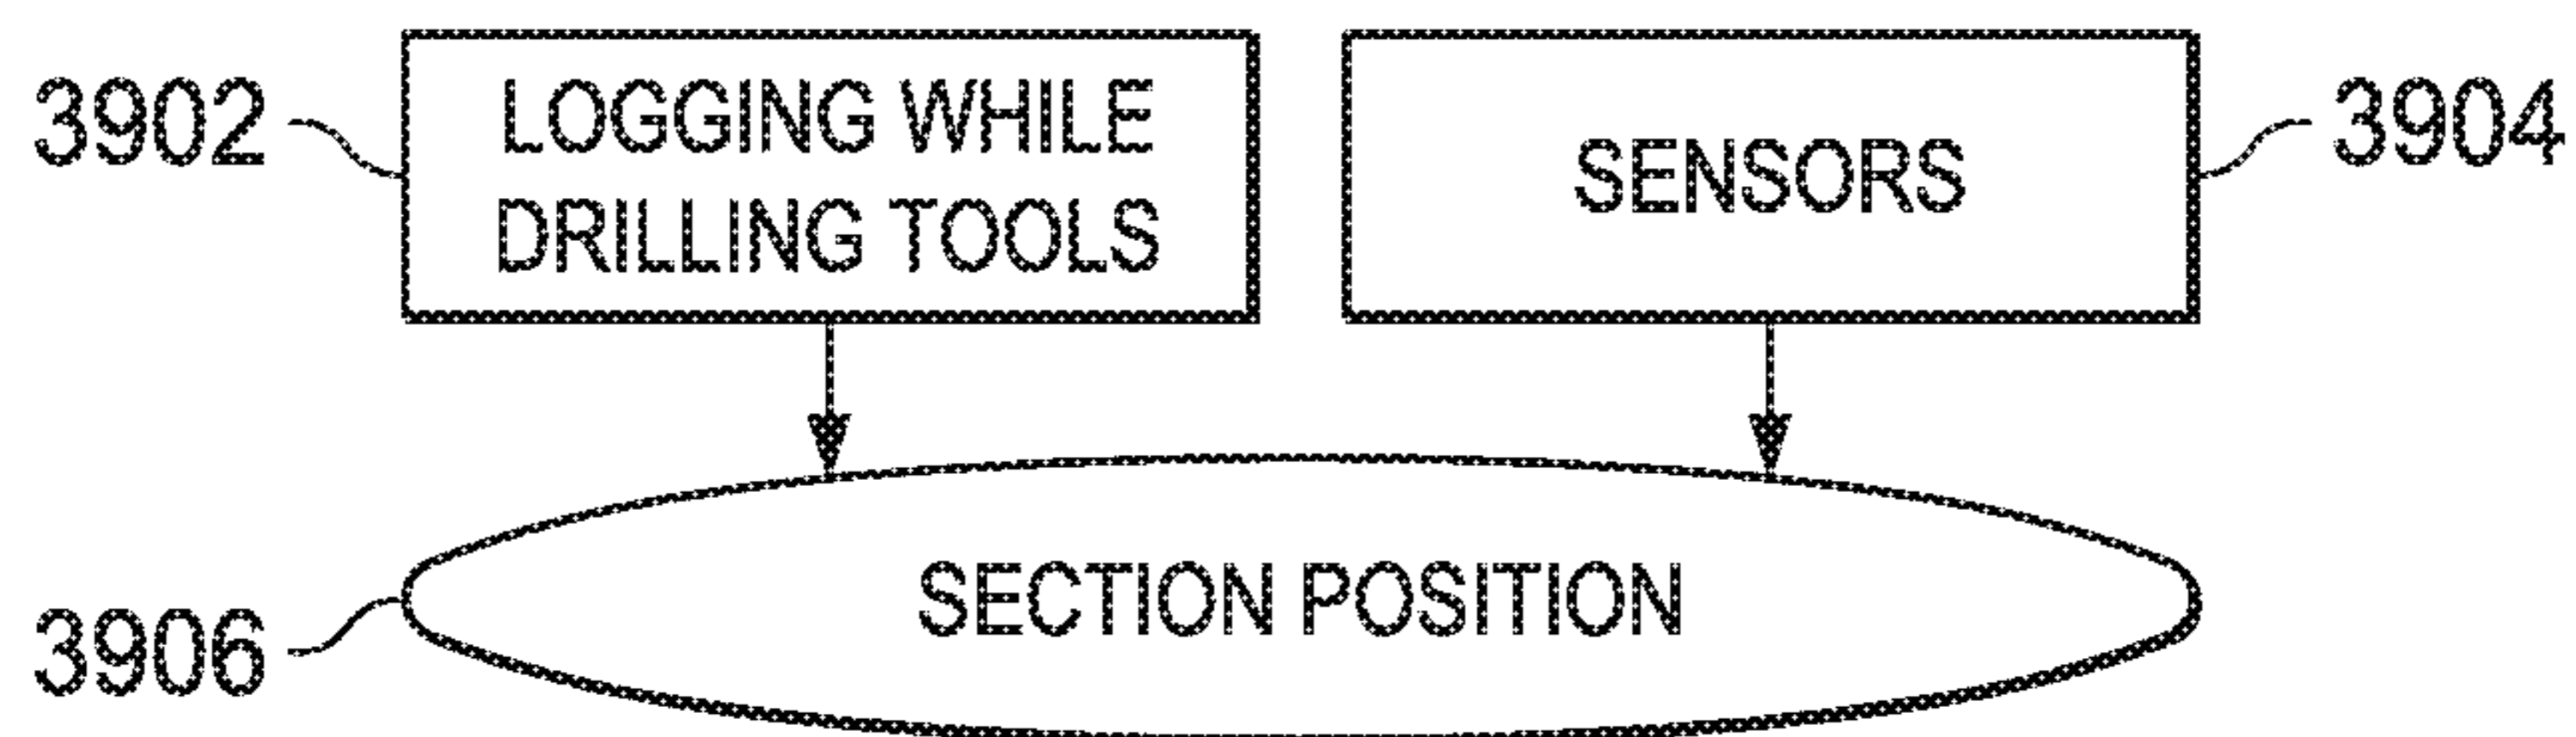 3902
LOGGING WHILE
DRILLING TOOLS
SENSORS
3904
SECTION POSITION
3906